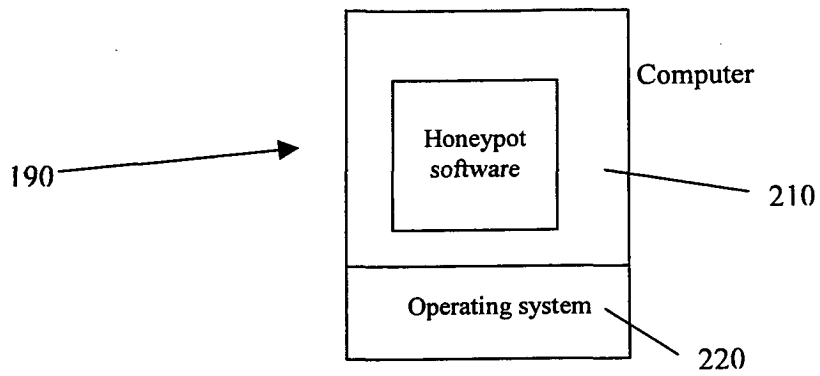 Computer
Honeypot
software
190
210
Operating system
220